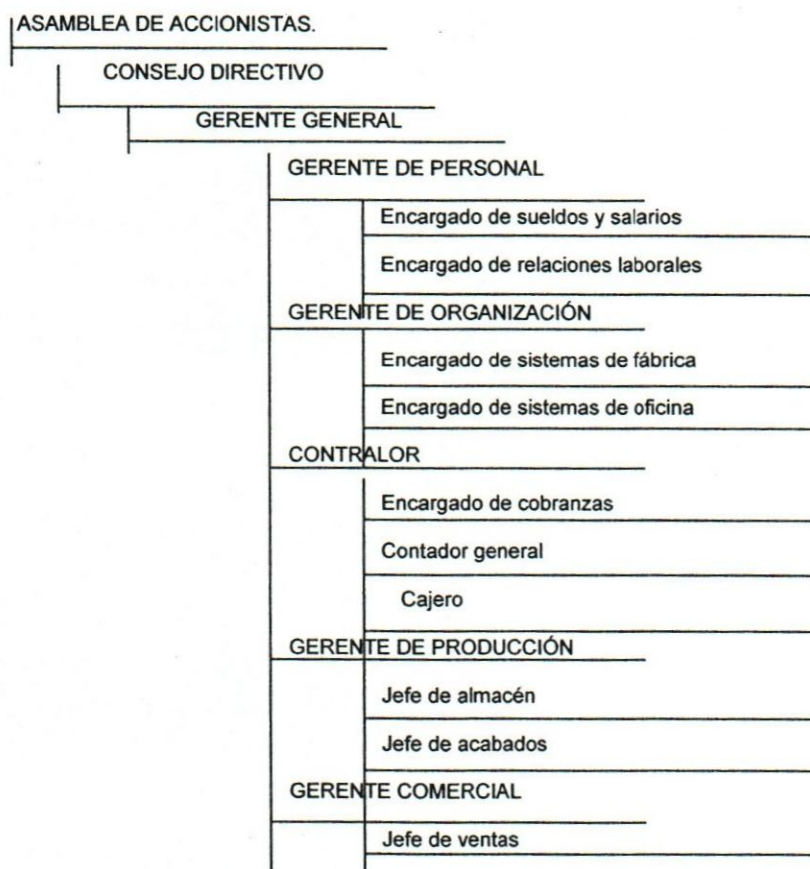 ASAMBLEA DE ACCIONISTAS.
CONSEJO DIRECTIVO
GERENTE GENERAL
GERENTE DE PERSONAL
Encargado de sueldos y salarios
Encargado de relaciones laborales
GERENTE DE ORGANIZACIÓN
Encargado de sistemas de fábrica
Encargado de sistemas de oficina
CONTRALOR
Encargado de cobranzas
Contador general
Cajero
GERENTE DE PRODUCCIÓN
Jefe de almacén
Jefe de acabados
GERENTE COMERCIAL
Jefe de ventas